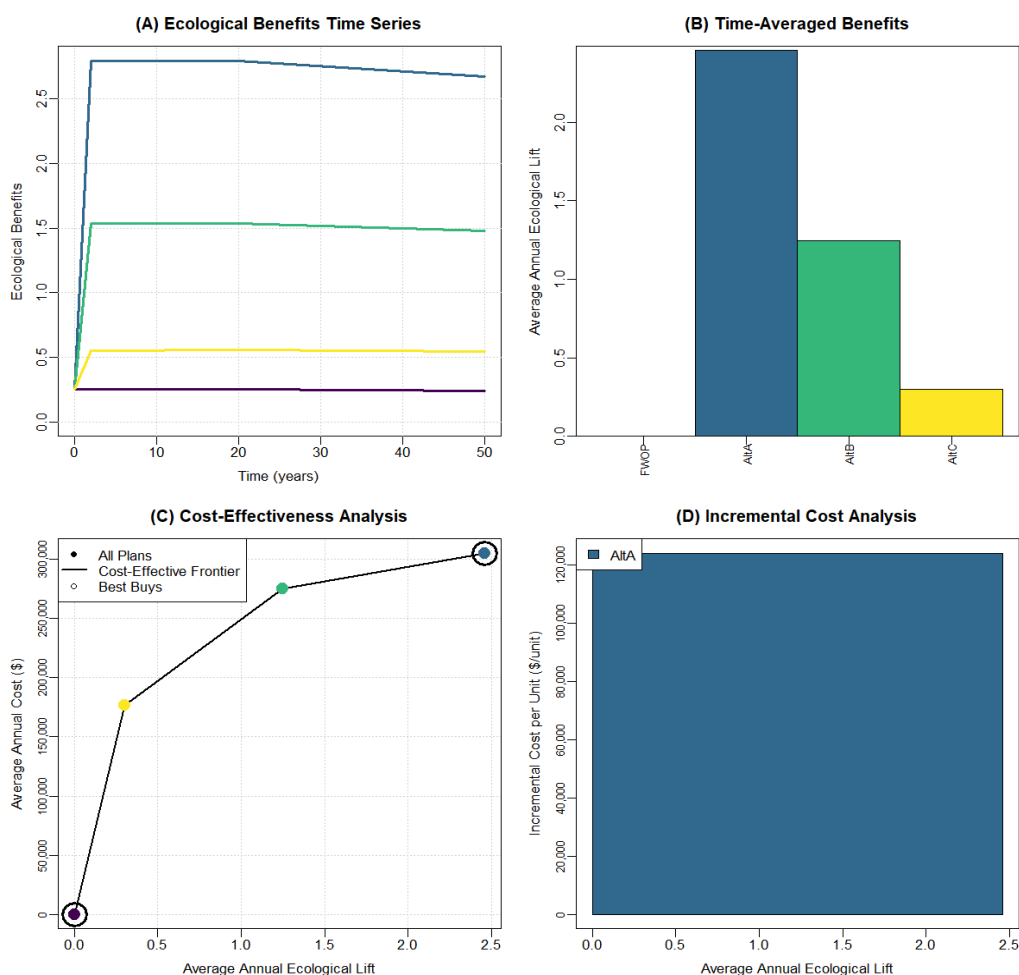 (A) Ecological Benefits Time Series
Ecological Benefits
0.0
0.5
1.0
1.5
2.0
2.5
0 10 20 30 40 50
Time (years)
(B) Time-Averaged Benefits
Average Annual Ecological Lift
0.0
0.5
1.0
1.5
2.0
FWOP
AltA
AltB
AltC
(C) Cost-Effectiveness Analysis
All Plans
Cost-Effective Frontier
Best Buys
Average Annual Cost ($)
0
50,000
100,000
150,000
200,000
250,000
300,000
0.0 0.5 1.0 1.5 2.0 2.5
Average Annual Ecological Lift
(D) Incremental Cost Analysis
AltA
Incremental Cost per Unit ($/unit)
0
20,000
40,000
60,000
80,000
100,000
120,000
0.0 0.5 1.0 1.5 2.0 2.5
Average Annual Ecological Lift